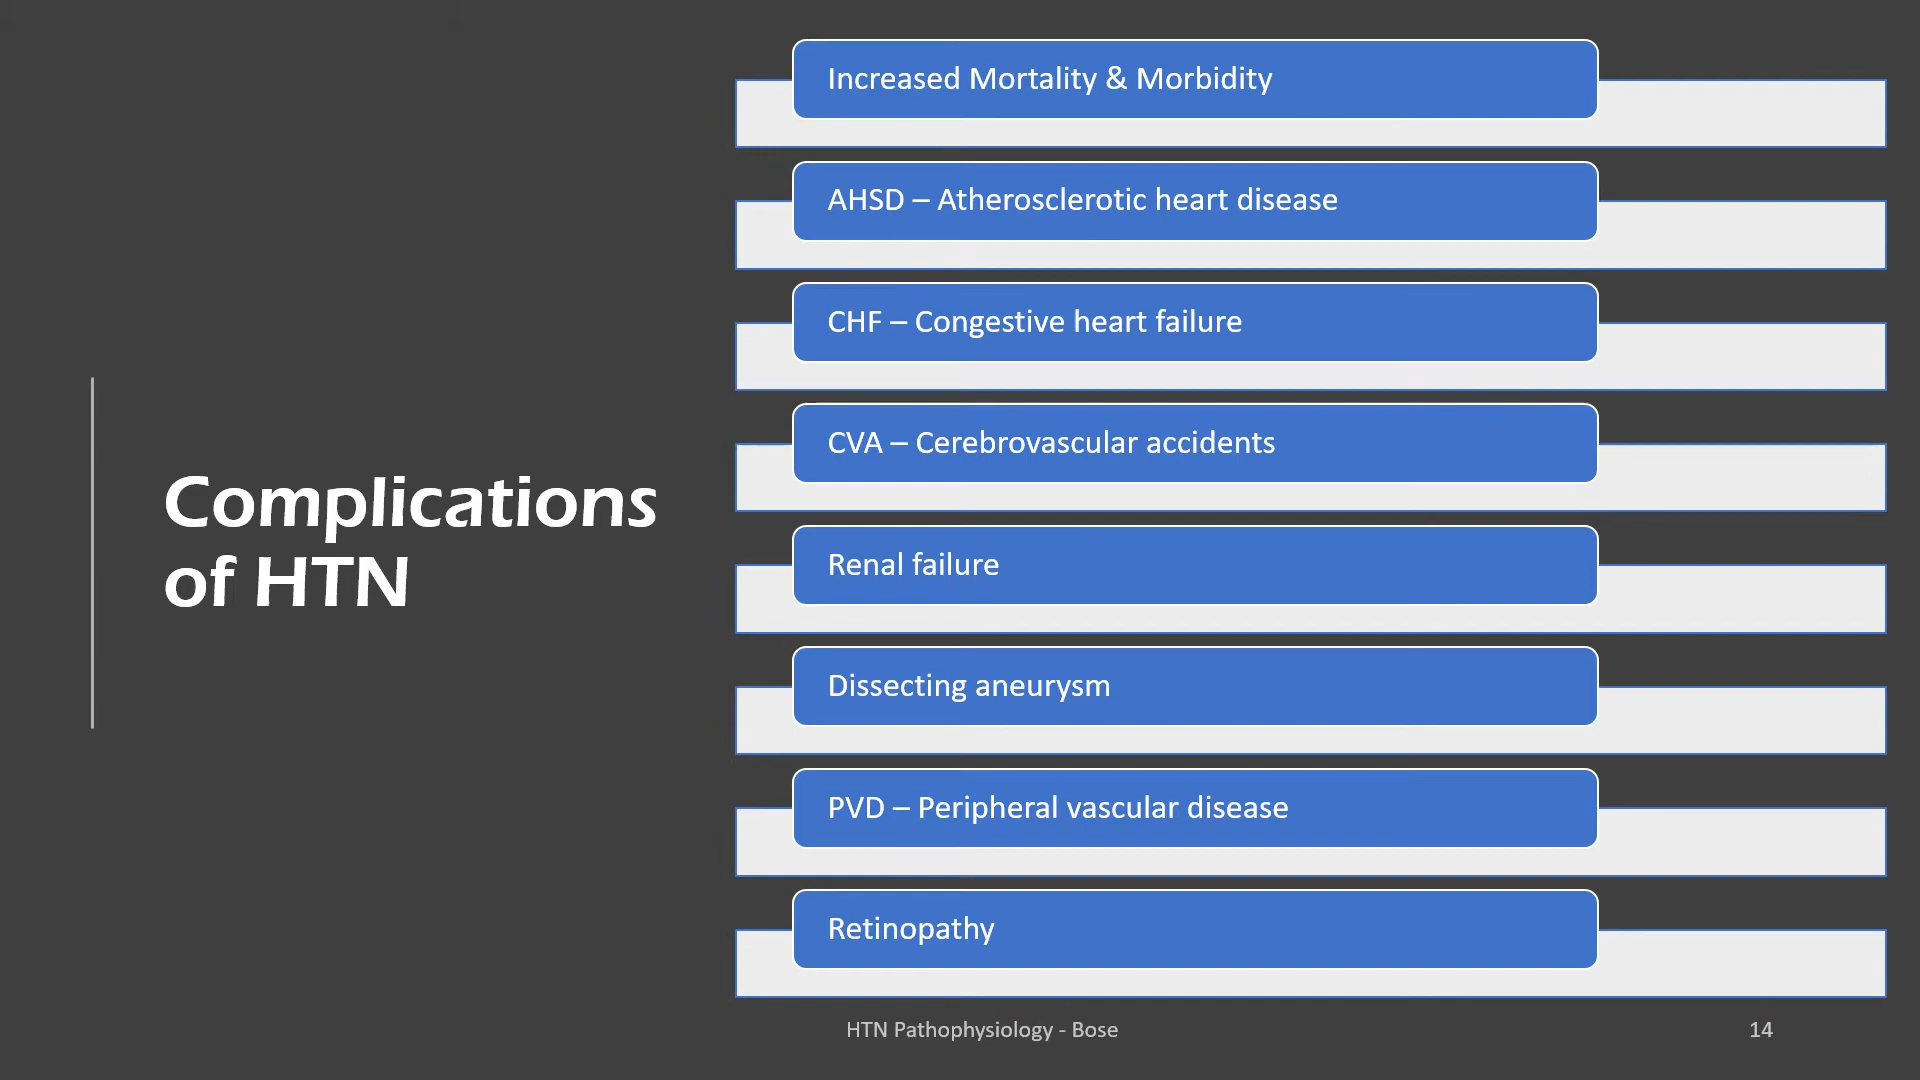 Complications
of HTN
Increased Mortality & Morbidity
AHSD – Atherosclerotic heart disease
CHF – Congestive heart failure
CVA – Cerebrovascular accidents
Renal failure
Dissecting aneurysm
PVD – Peripheral vascular disease
Retinopathy
HTN Pathophysiology - Bose
14